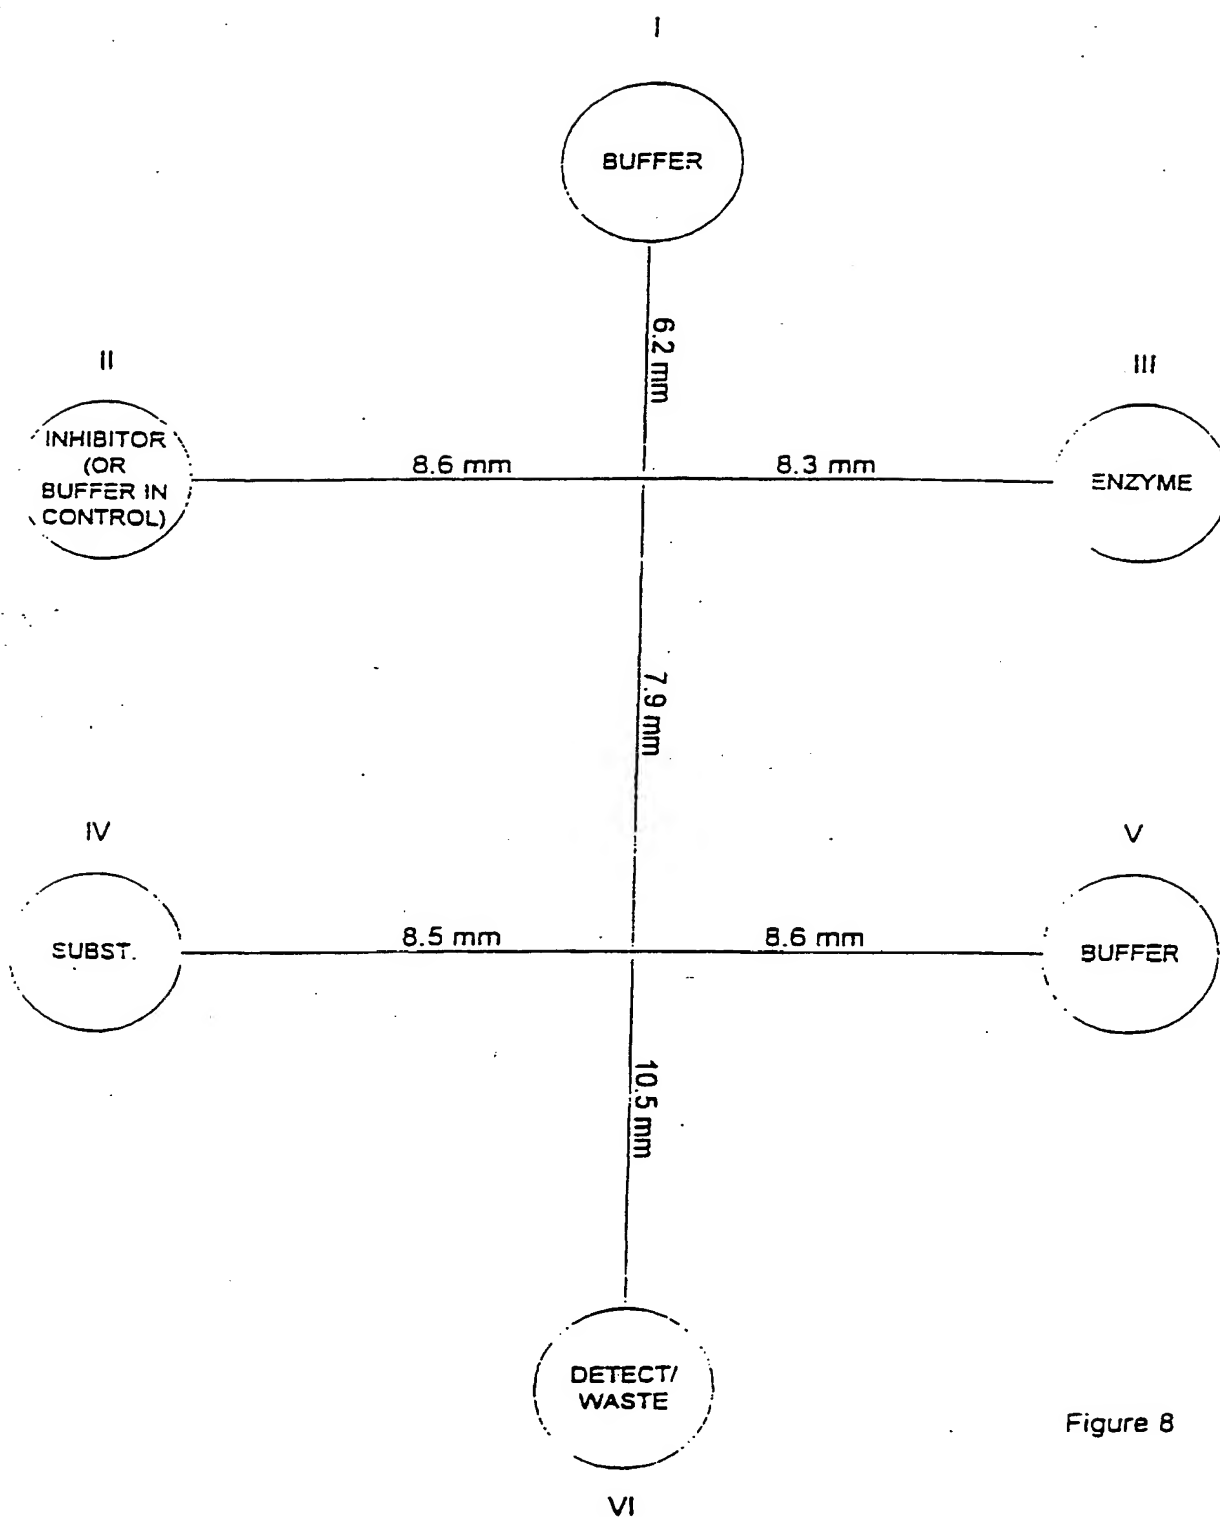 I
BUFFER
6.2 mm
II
III
INHIBITOR
(OR
BUFFER IN
CONTROL)
8.6 mm
8.3 mm
ENZYME
7.9 mm
IV
V
SUBST.
8.5 mm
8.6 mm
BUFFER
10.5 mm
DETECT/
WASTE
Figure 8
VI